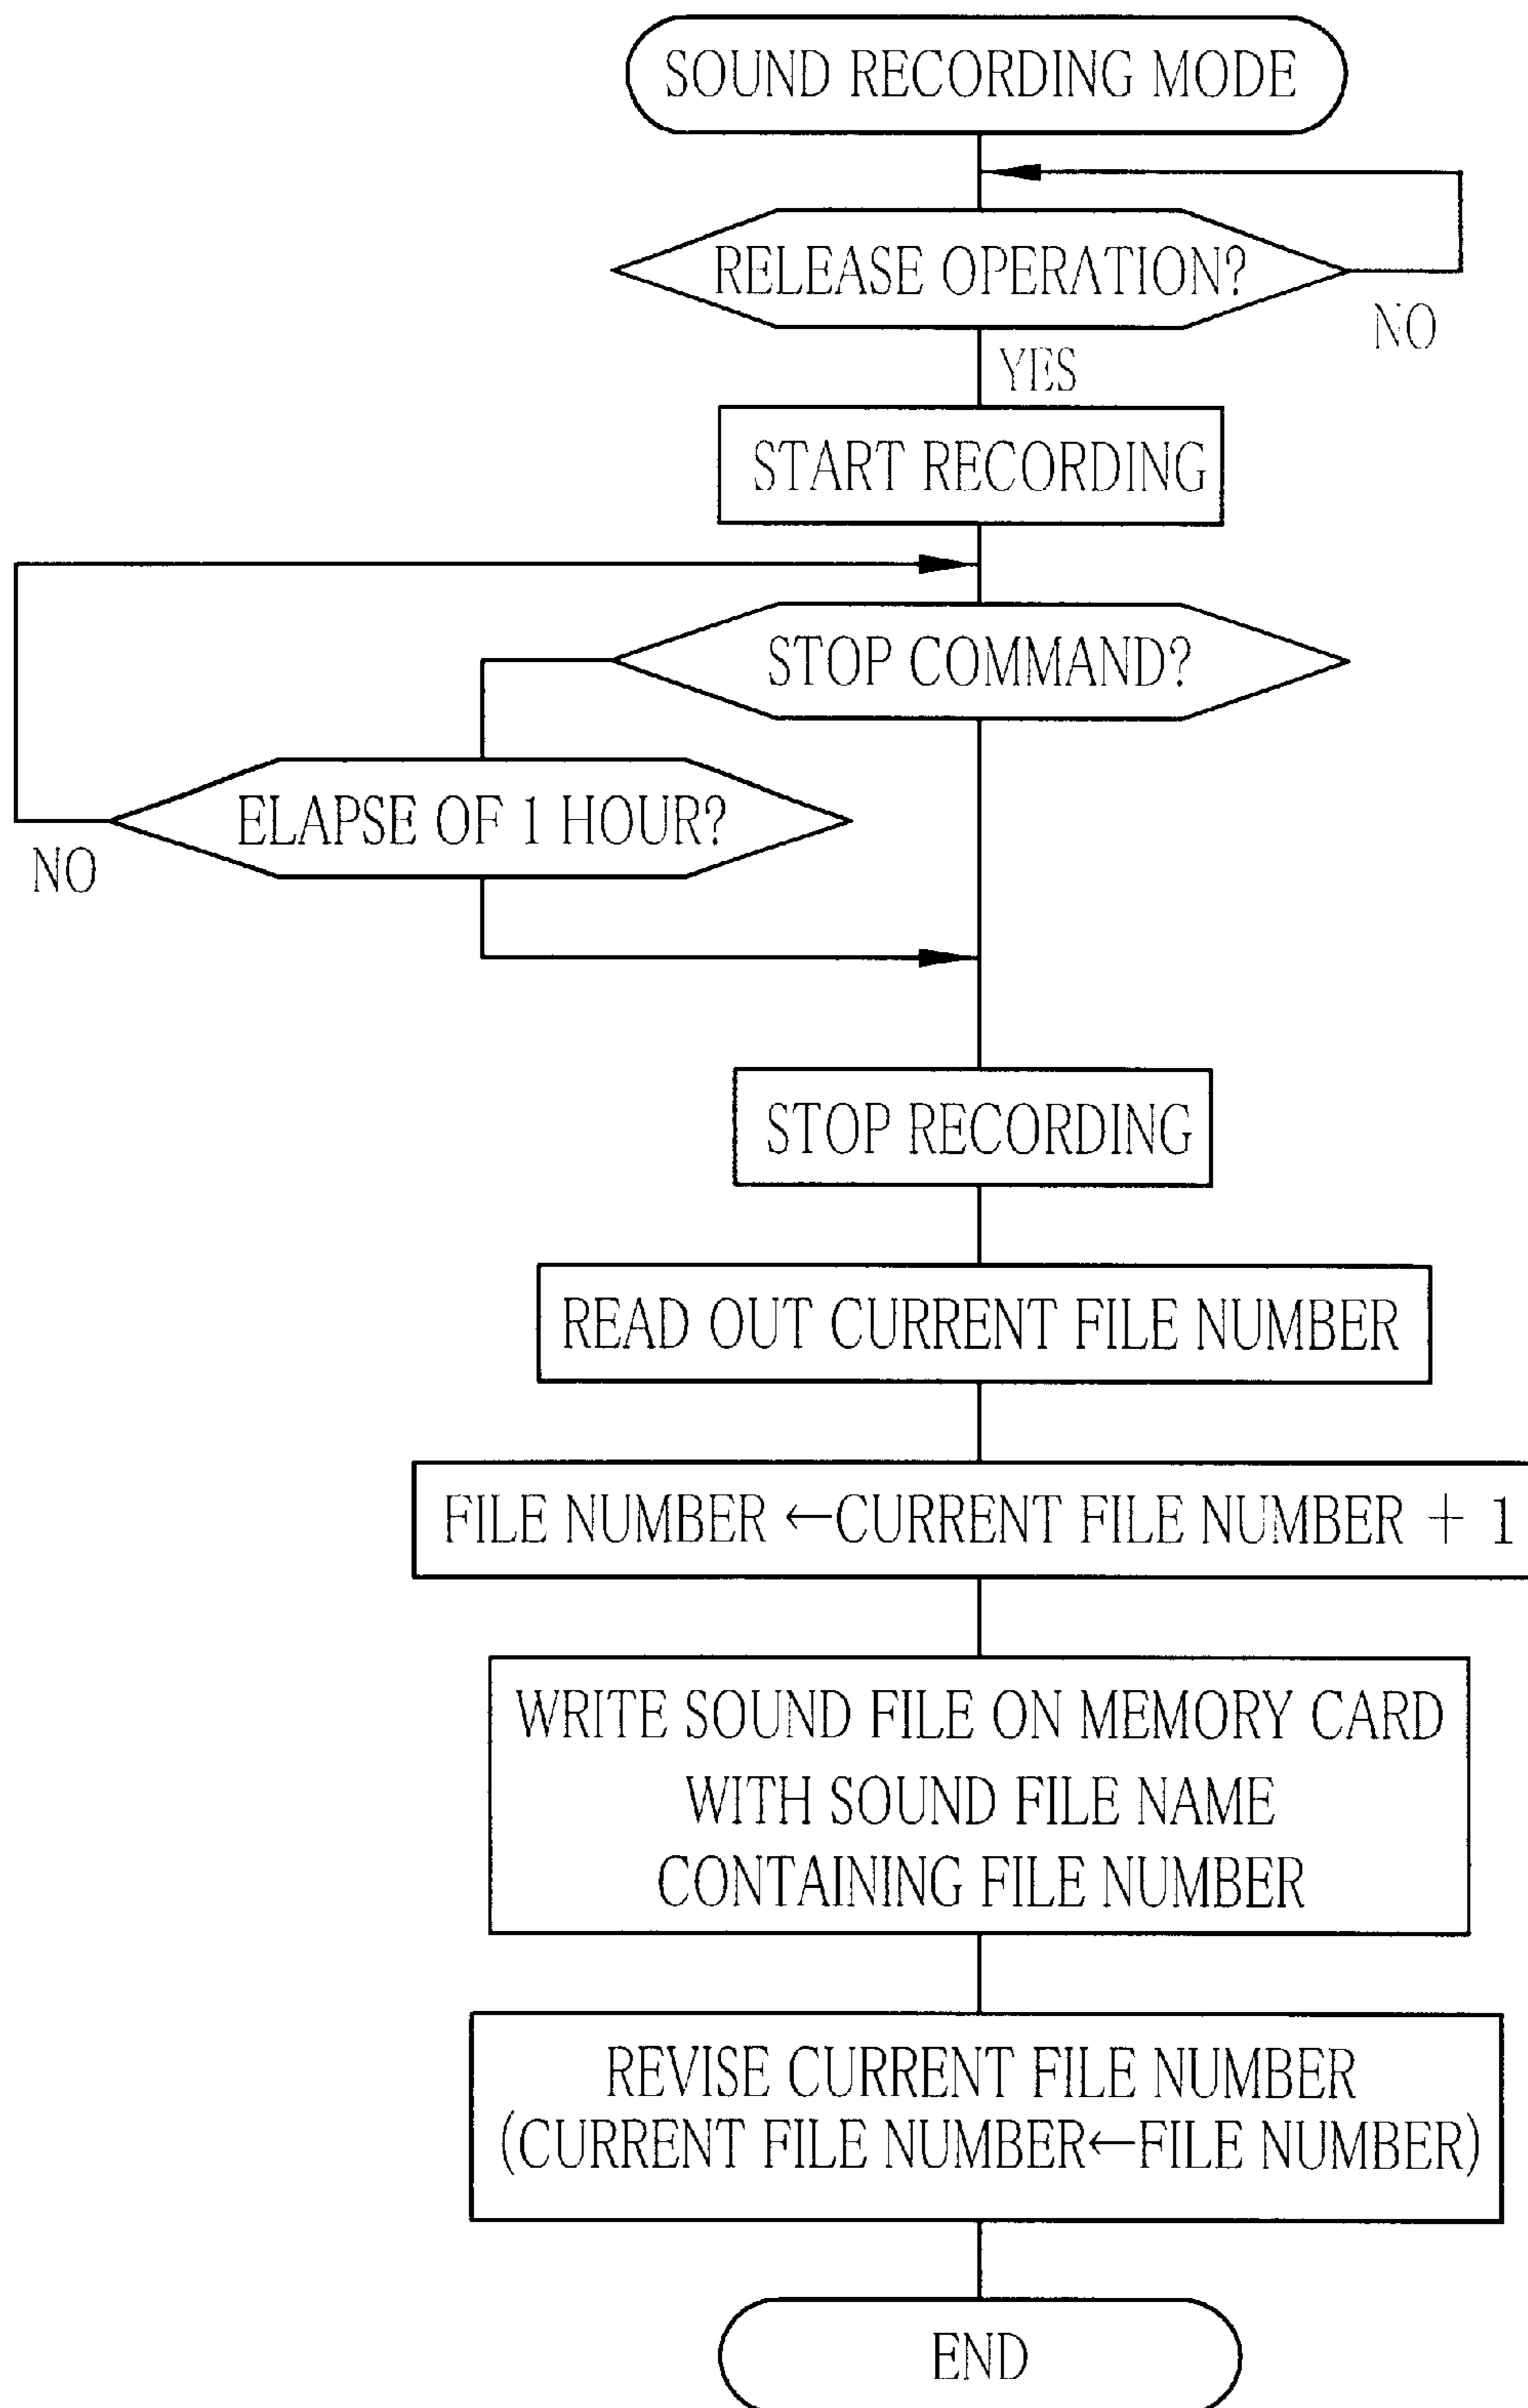 SOUND RECORDING MODE
RELEASE OPERATION?
NO
YES
START RECORDING
STOP COMMAND?
ELAPSE OF 1 HOUR?
NO
STOP RECORDING
READ OUT CURRENT FILE NUMBER
FILE NUMBER ←CURRENT FILE NUMBER + 1
WRITE SOUND FILE ON MEMORY CARD
WITH SOUND FILE NAME
CONTAINING FILE NUMBER
REVISE CURRENT FILE NUMBER
(CURRENT FILE NUMBER←FILE NUMBER)
END